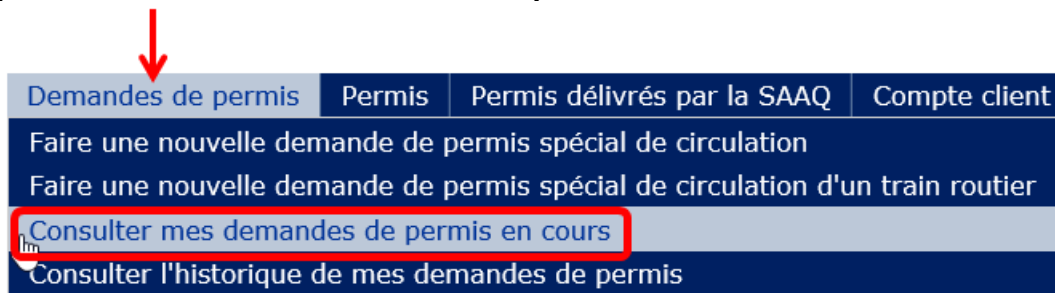 Demandes de permis Permis Permis délivrés par la SAAQ Compte client
Faire une nouvelle demande de permis spécial de circulation
Faire une nouvelle demande de permis spécial de circulation d'un train routier
Consulter mes demandes de permis en cours
Consulter l'historique de mes demandes de permis